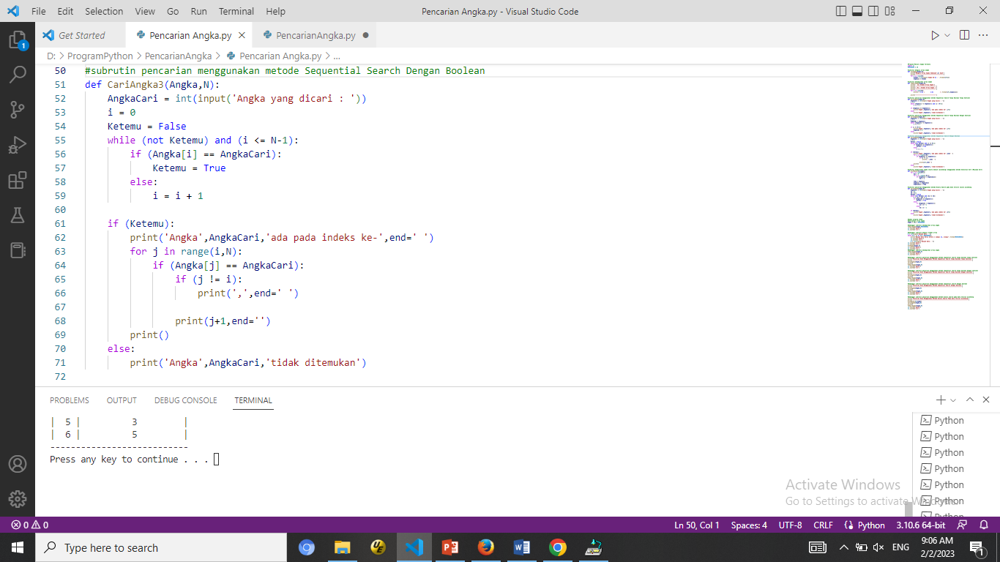 File Edit Selection View Go Run Terminal Help Pencarian Angka.py - Visual Studio Code
Get Started Pencarian Angka.py PencarianAngka.py
D: > ProgramPython > PencarianAngka > Pencarian Angka.py > ...
50 #subrutin pencarian menggunakan metode Sequential Search Dengan Boolean
51 def CariAngka3(Angka,N):
52     AngkaCari = int(input('Angka yang dicari : '))
53     i = 0
54     Ketemu = False
55     while (not Ketemu) and (i <= N-1):
56         if (Angka[i] == AngkaCari):
57             Ketemu = True
58         else:
59             i = i + 1
60
61     if (Ketemu):
62         print('Angka',AngkaCari,'ada pada indeks ke-',end=' ')
63         for j in range(i,N):
64             if (Angka[j] == AngkaCari):
65                 if (j != i):
66                     print(',',end=' ')
67
68                 print(j+1,end='')
69         print()
70     else:
71         print('Angka',AngkaCari,'tidak ditemukan')
72
1
PROBLEMS OUTPUT DEBUG CONSOLE TERMINAL
| 5 | 3 |
| 6 | 5 |
---------------------------
Press any key to continue . . .
Python
Python
Python
Python
Python
Python
Python
Activate Windows
Go to Settings to activate Windows.
0 0 Ln 50, Col 1 Spaces: 4 UTF-8 CRLF Python 3.10.6 64-bit
Type here to search ENG 9:06 AM
2/2/2023 1